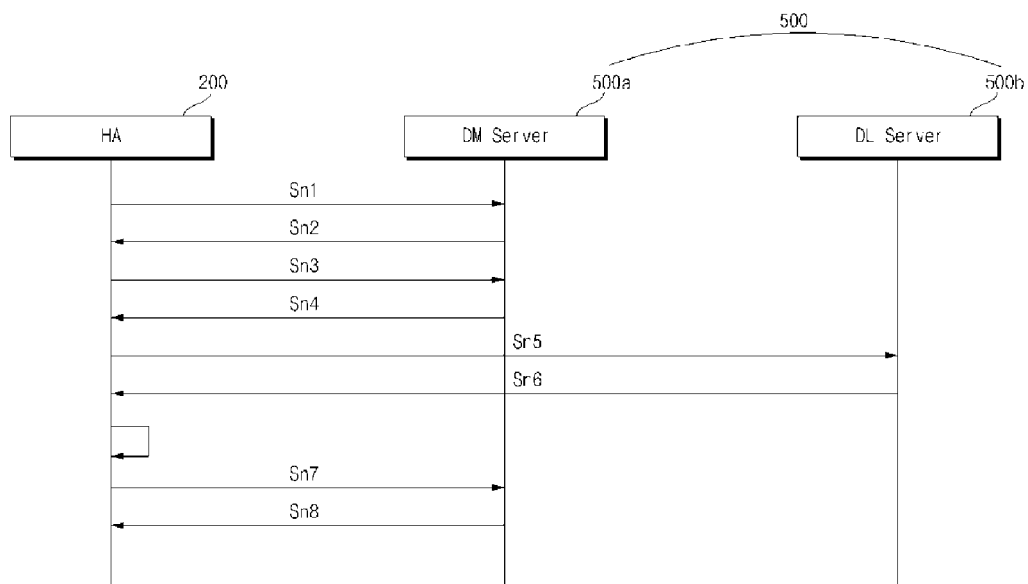 500
200
500a
500b
HA
DM Server
DL Server
Sn1
Sn2
Sn3
Sn4
Sn5
Sn6
Sn7
Sn8